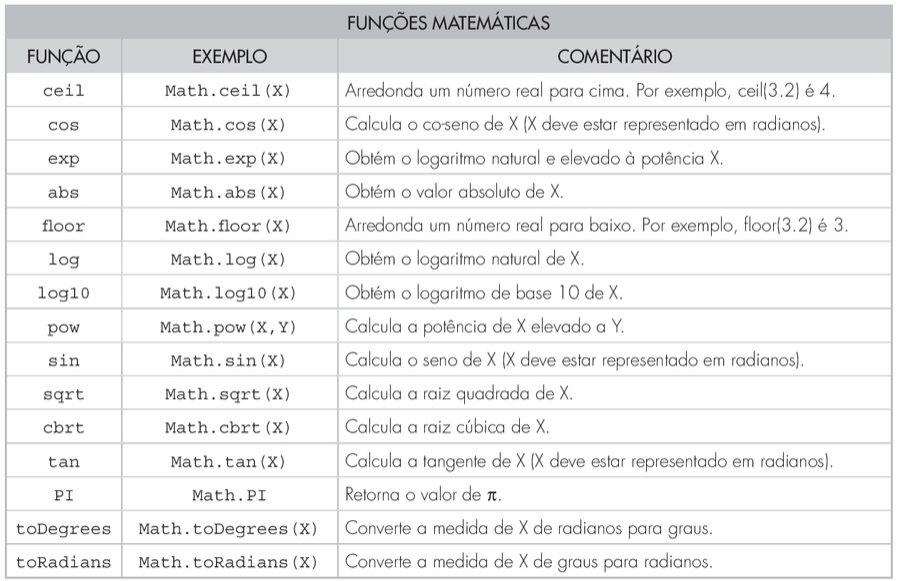 FUNÇÕES MATEMÁTICAS
FUNÇÃO EXEMPLO COMENTÁRIO
ceil Math.ceil(X) Arredonda um número real para cima. Por exemplo, ceil(3.2) é 4.
cos Math.cos(X) Calcula o co-seno de X (X deve estar representado em radianos).
exp Math.exp(X) Obtém o logaritmo natural e elevado à potência X.
abs Math.abs(X) Obtém o valor absoluto de X.
floor Math.floor(X) Arredonda um número real para baixo. Por exemplo, floor(3.2) é 3.
log Math.log(X) Obtém o logaritmo natural de X.
log10 Math.log10(X) Obtém o logaritmo de base 10 de X.
pow Math.pow(X,Y) Calcula a potência de X elevado a Y.
sin Math.sin(X) Calcula o seno de X (X deve estar representado em radianos).
sqrt Math.sqrt(X) Calcula a raiz quadrada de X.
cbrt Math.cbrt(X) Calcula a raiz cúbica de X.
tan Math.tan(X) Calcula a tangente de X (X deve estar representado em radianos).
PI Math.PI Retorna o valor de π.
toDegrees Math.toDegrees(X) Converte a medida de X de radianos para graus.
toRadians Math.toRadians(X) Converte a medida de X de graus para radianos.